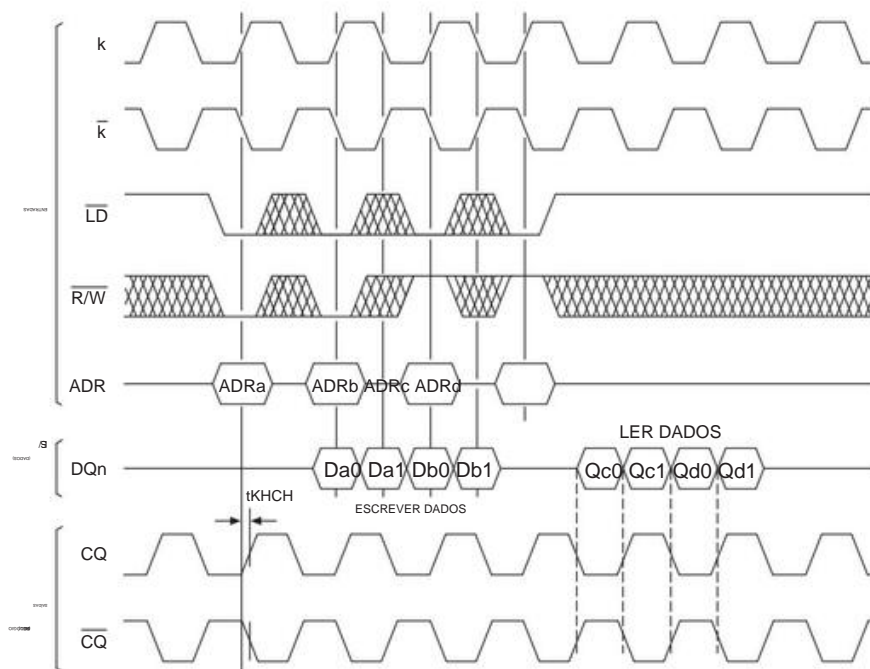 k
k
LD
R/W
ADR
ADRa ADRb ADRc ADRd
LER DADOS
DQn
Da0 Da1 Db0 Db1
Qc0 Qc1 Qd0 Qd1
tKHCH
ESCREVER DADOS
CQ
CQ